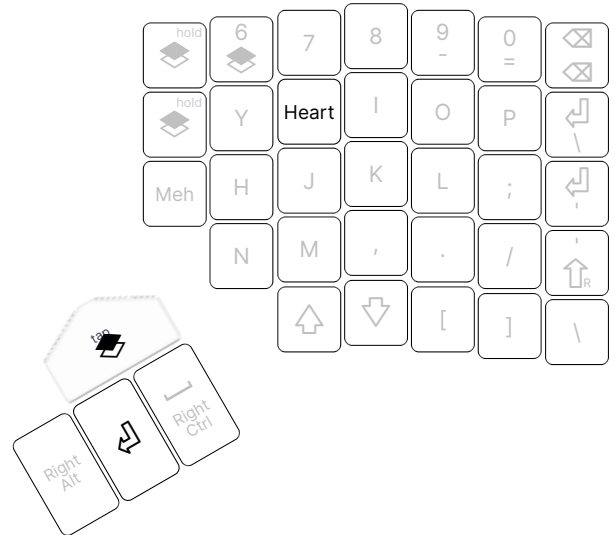 hold
6
7
8
9
-
0
=
hold
Y
Heart
I
O
P
\
Meh
H
J
K
L
;
'
N
M
,
.
/
'
R
[
]
\
tap
Right
Ctrl
Right
Alt